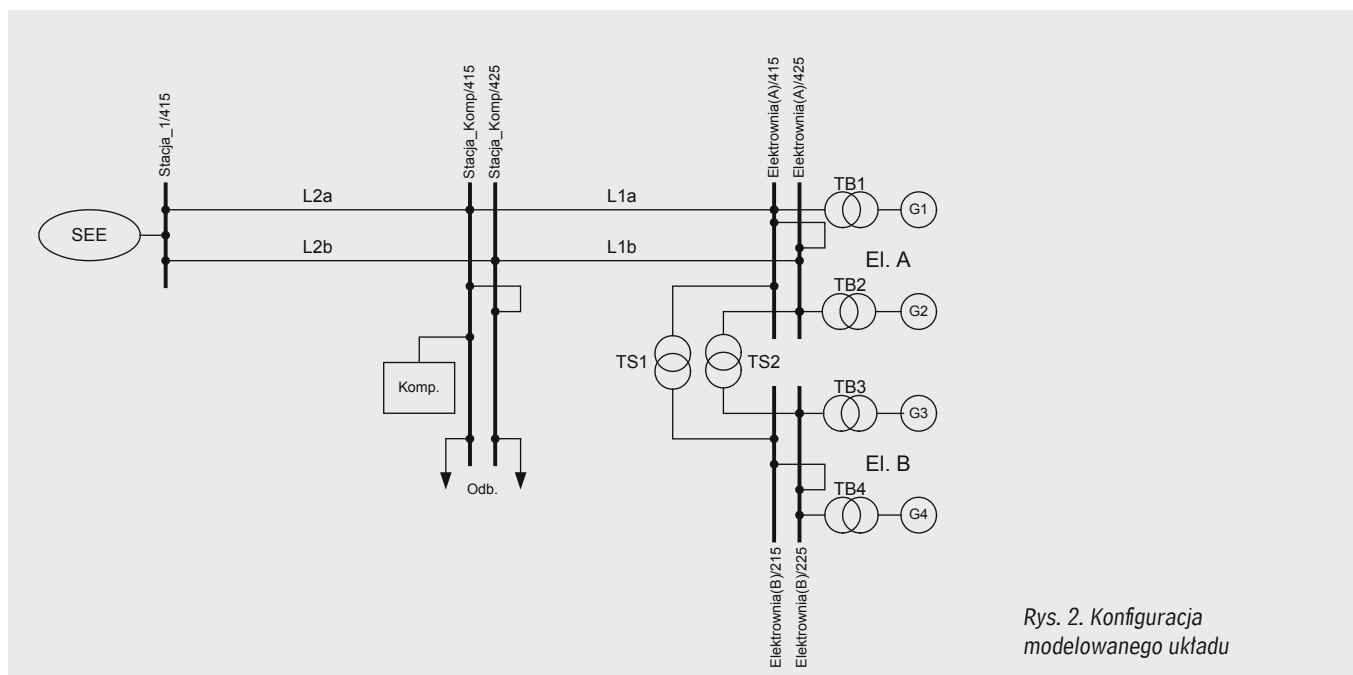 Stacja_1/415
Stacja_Komp/415
Stacja_Komp/425
Elektrownia(A)/415
Elektrownia(A)/425
L2a
L1a
TB1
G1
SEE
L2b
L1b
El. A
TB2
G2
TS1
TS2
Komp.
TB3
G3
El. B
Odb.
TB4
G4
Elektrownia(B)/215
Elektrownia(B)/225
Rys. 2. Konfiguracja
modelowanego układu